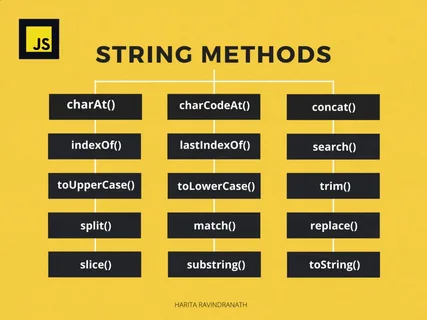 JS
STRING METHODS
charAt() charCodeAt() concat()
indexOf() lastIndexOf() search()
toUpperCase() toLowerCase() trim()
split() match() replace()
slice() substring() toString()
HARITA RAVINDRANATH